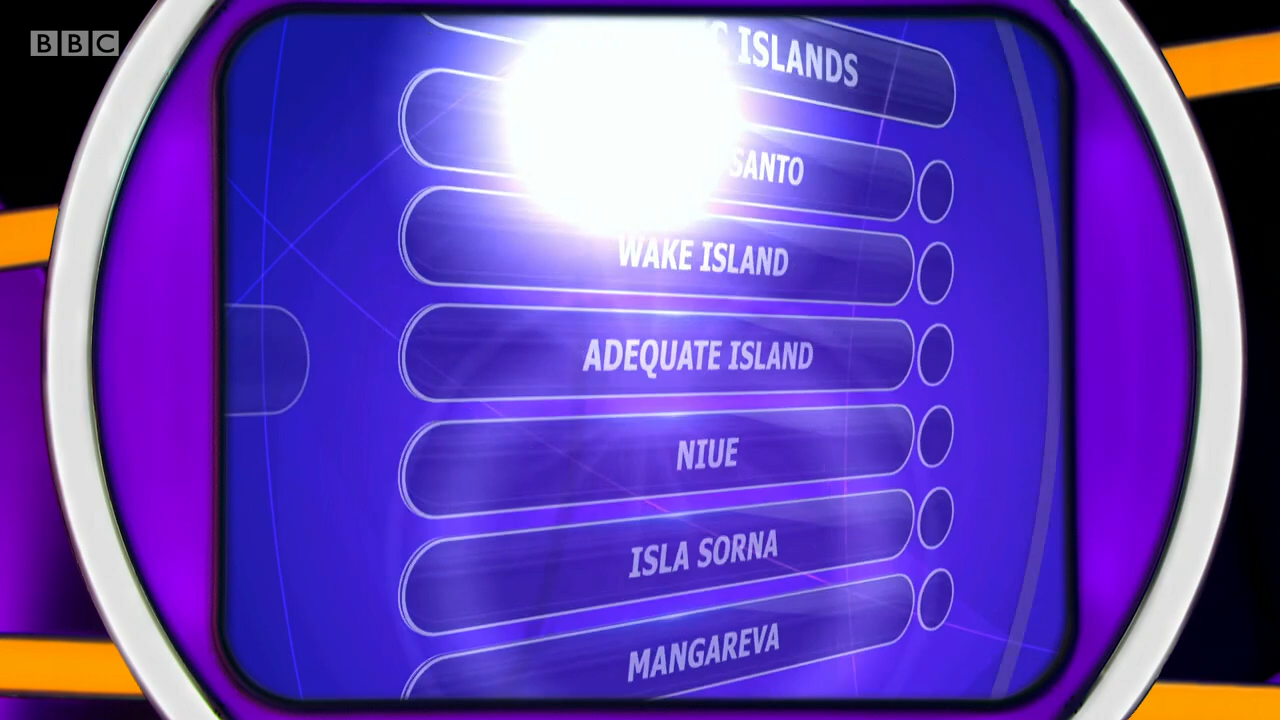 BBC
ISLANDS
SANTO
WAKE ISLAND
ADEQUATE ISLAND
NIUE
ISLA SORNA
MANGAREVA